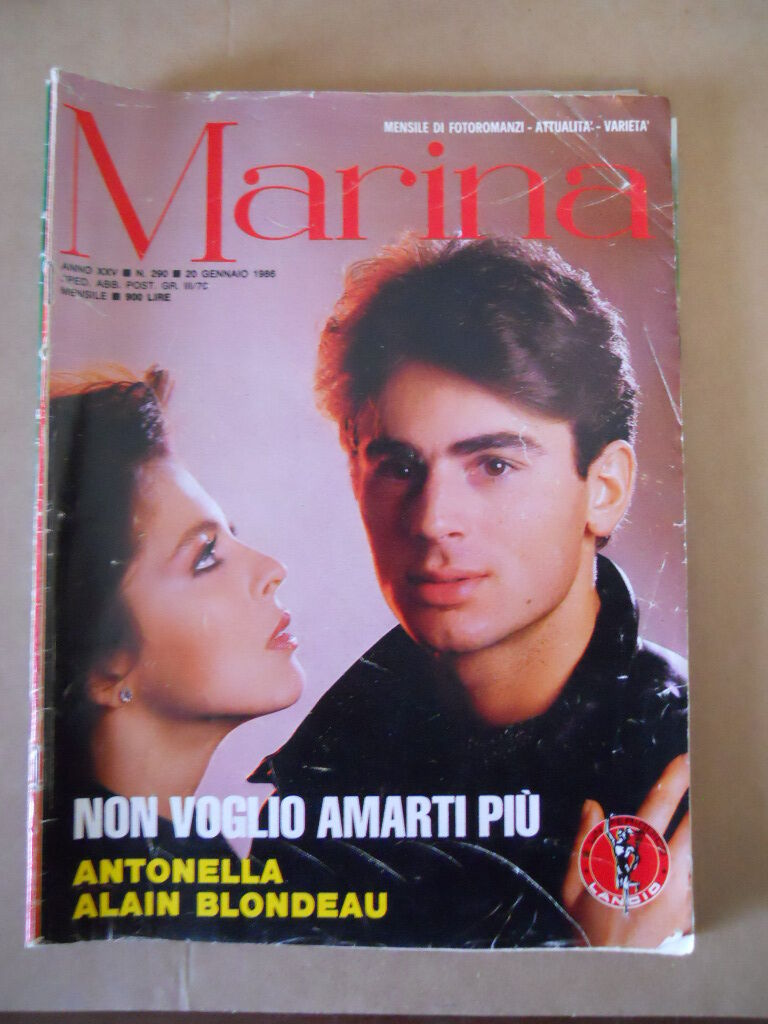 MENSILE DI FOTOROMANZI - ATTUALITA' - VARIETA'
Marina
ANNO XXV ■ N. 290 ■ 20 GENNAIO 1986
SPED. ABB. POST. GR. III/70
MENSILE ■ 900 LIRE
NON VOGLIO AMARTI PIÙ
ANTONELLA
ALAIN BLONDEAU
LANCIO